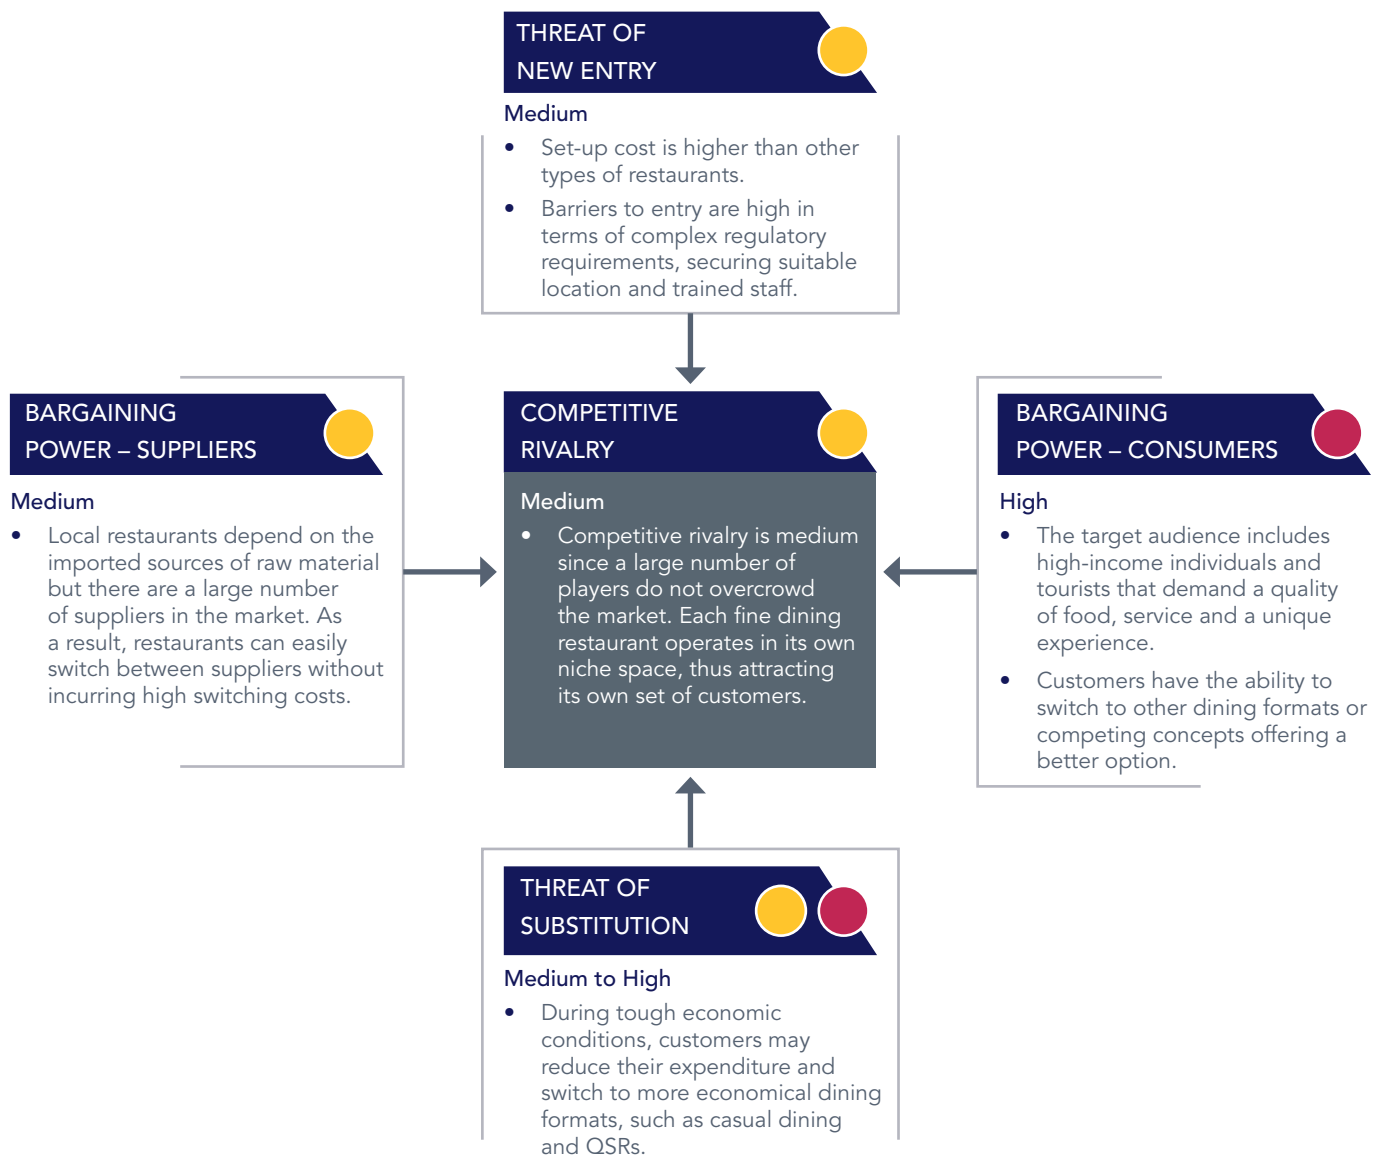 THREAT OF
NEW ENTRY
Medium
• Set-up cost is higher than other
types of restaurants.
• Barriers to entry are high in
terms of complex regulatory
requirements, securing suitable
location and trained staff.
BARGAINING
POWER – SUPPLIERS
Medium
• Local restaurants depend on the
imported sources of raw material
but there are a large number
of suppliers in the market. As
a result, restaurants can easily
switch between suppliers without
incurring high switching costs.
COMPETITIVE
RIVALRY
Medium
• Competitive rivalry is medium
since a large number of
players do not overcrowd
the market. Each fine dining
restaurant operates in its own
niche space, thus attracting
its own set of customers.
BARGAINING
POWER – CONSUMERS
High
• The target audience includes
high-income individuals and
tourists that demand a quality
of food, service and a unique
experience.
• Customers have the ability to
switch to other dining formats or
competing concepts offering a
better option.
THREAT OF
SUBSTITUTION
Medium to High
• During tough economic
conditions, customers may
reduce their expenditure and
switch to more economical dining
formats, such as casual dining
and QSRs.